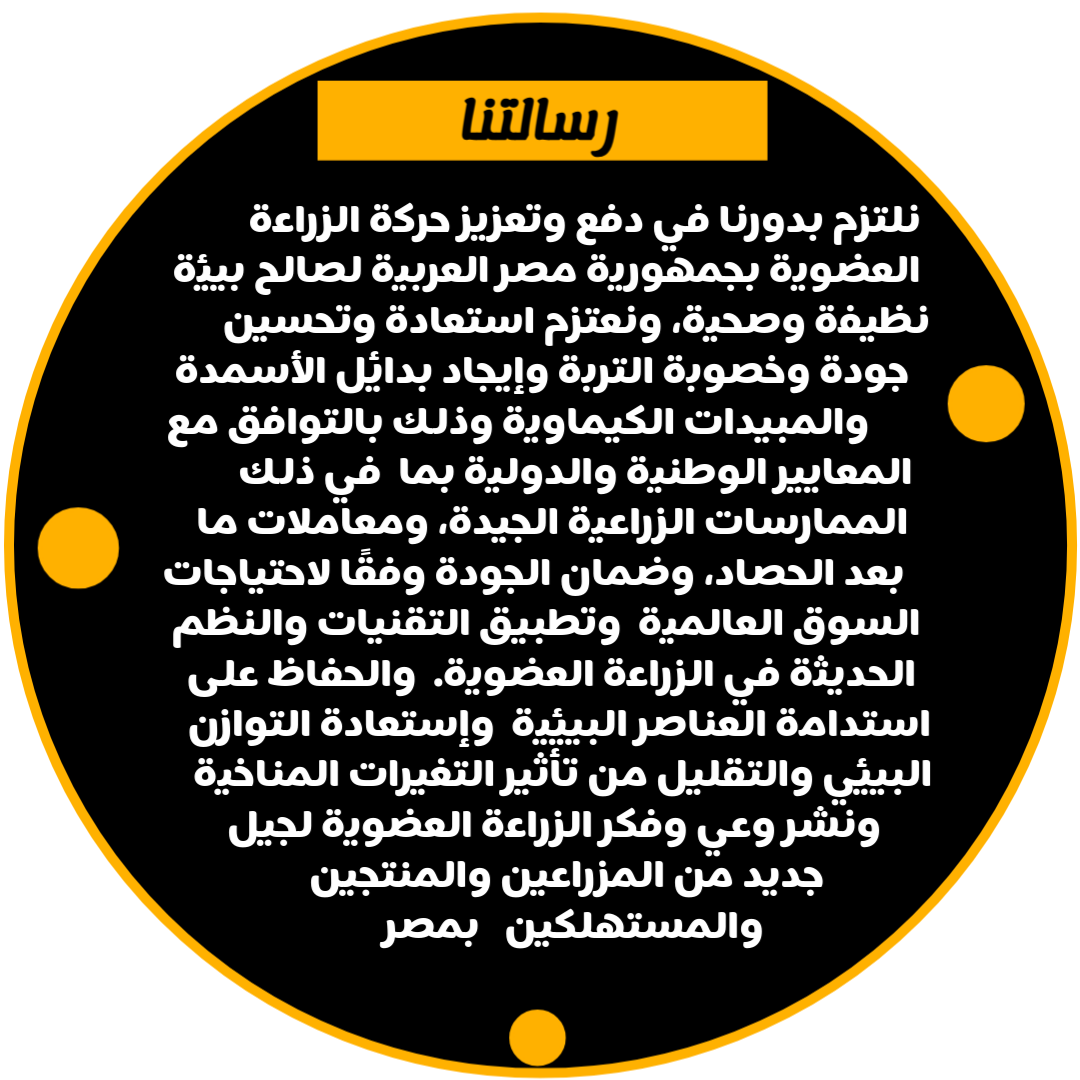 رسالتنا
نلتزم بدورنا في دفع وتعزيز حركة الزراعة
العضوية بجمهورية مصر العربية لصالح بيئة
نظيفة وصحية، ونعتزم استعادة وتحسين
جودة وخصوبة التربة وإيجاد بدائل الأسمدة
والمبيدات الكيماوية وذلك بالتوافق مع
المعايير الوطنية والدولية بما في ذلك
الممارسات الزراعية الجيدة، ومعاملات ما
بعد الحصاد، وضمان الجودة وفقًا لاحتياجات
السوق العالمية وتطبيق التقنيات والنظم
الحديثة في الزراعة العضوية. والحفاظ على
استدامة العناصر البيئية وإستعادة التوازن
البيئي والتقليل من تأثير التغيرات المناخية
ونشر وعي وفكر الزراعة العضوية لجيل
جديد من المزراعين والمنتجين
والمستهلكين بمصر